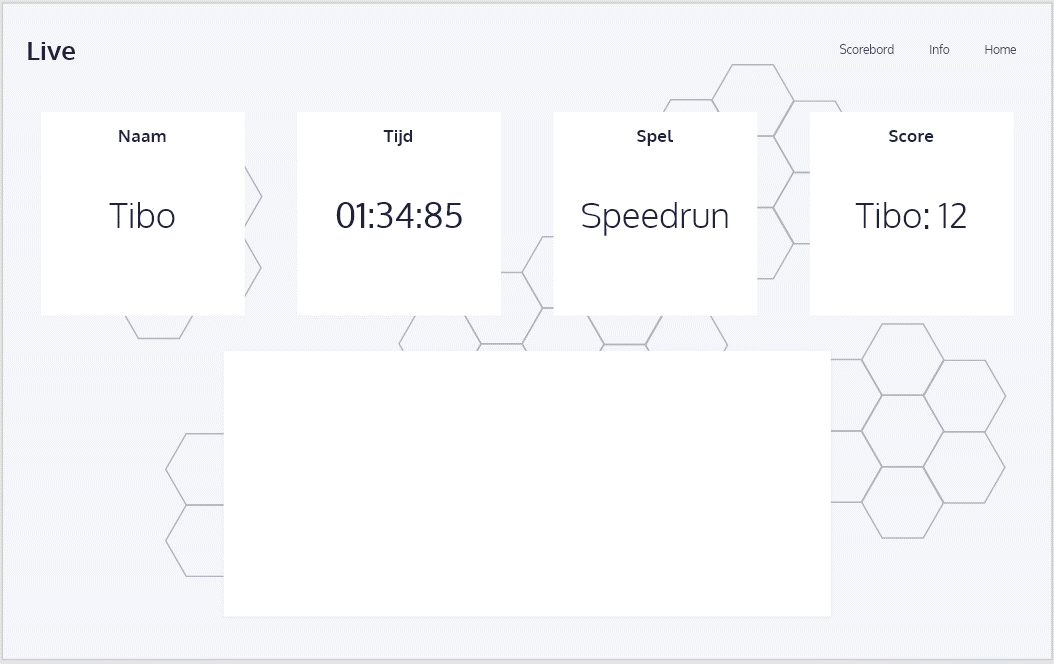 Live
Scorebord Info Home
Naam
Tibo
Tijd
01:34:85
Spel
Speedrun
Score
Tibo: 12